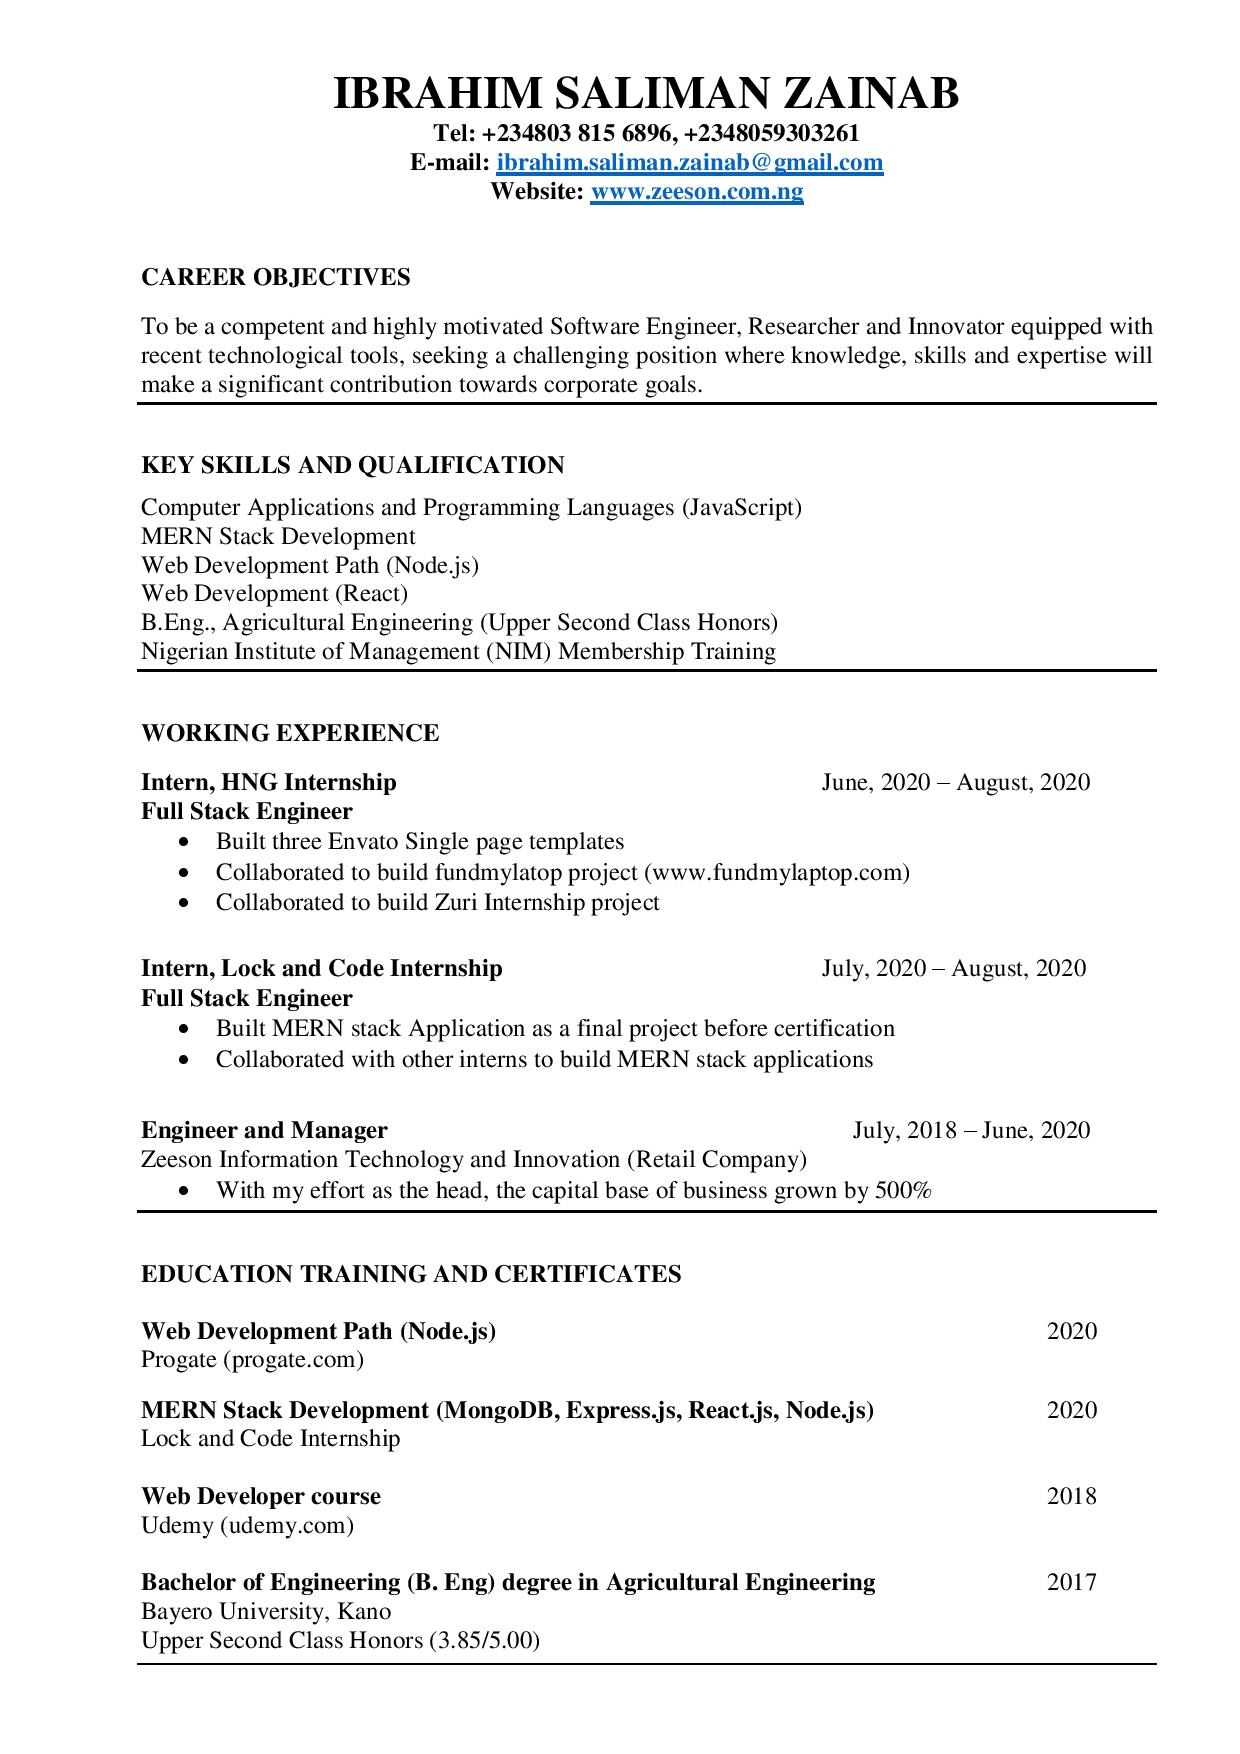 IBRAHIM SALIMAN ZAINAB
Tel: +234803 815 6896, +2348059303261
E-mail: ibrahim.saliman.zainab@gmail.com
Website: www.zeeson.com.ng
CAREER OBJECTIVES
To be a competent and highly motivated Software Engineer, Researcher and Innovator equipped with
recent technological tools, seeking a challenging position where knowledge, skills and expertise will
make a significant contribution towards corporate goals.
KEY SKILLS AND QUALIFICATION
Computer Applications and Programming Languages (JavaScript)
MERN Stack Development
Web Development Path (Node.js)
Web Development (React)
B.Eng., Agricultural Engineering (Upper Second Class Honors)
Nigerian Institute of Management (NIM) Membership Training
WORKING EXPERIENCE
Intern, HNG Internship June, 2020 – August, 2020
Full Stack Engineer
• Built three Envato Single page templates
• Collaborated to build fundmylatop project (www.fundmylaptop.com)
• Collaborated to build Zuri Internship project
Intern, Lock and Code Internship July, 2020 – August, 2020
Full Stack Engineer
• Built MERN stack Application as a final project before certification
• Collaborated with other interns to build MERN stack applications
Engineer and Manager July, 2018 – June, 2020
Zeeson Information Technology and Innovation (Retail Company)
• With my effort as the head, the capital base of business grown by 500%
EDUCATION TRAINING AND CERTIFICATES
Web Development Path (Node.js) 2020
Progate (progate.com)
MERN Stack Development (MongoDB, Express.js, React.js, Node.js) 2020
Lock and Code Internship
Web Developer course 2018
Udemy (udemy.com)
Bachelor of Engineering (B. Eng) degree in Agricultural Engineering 2017
Bayero University, Kano
Upper Second Class Honors (3.85/5.00)